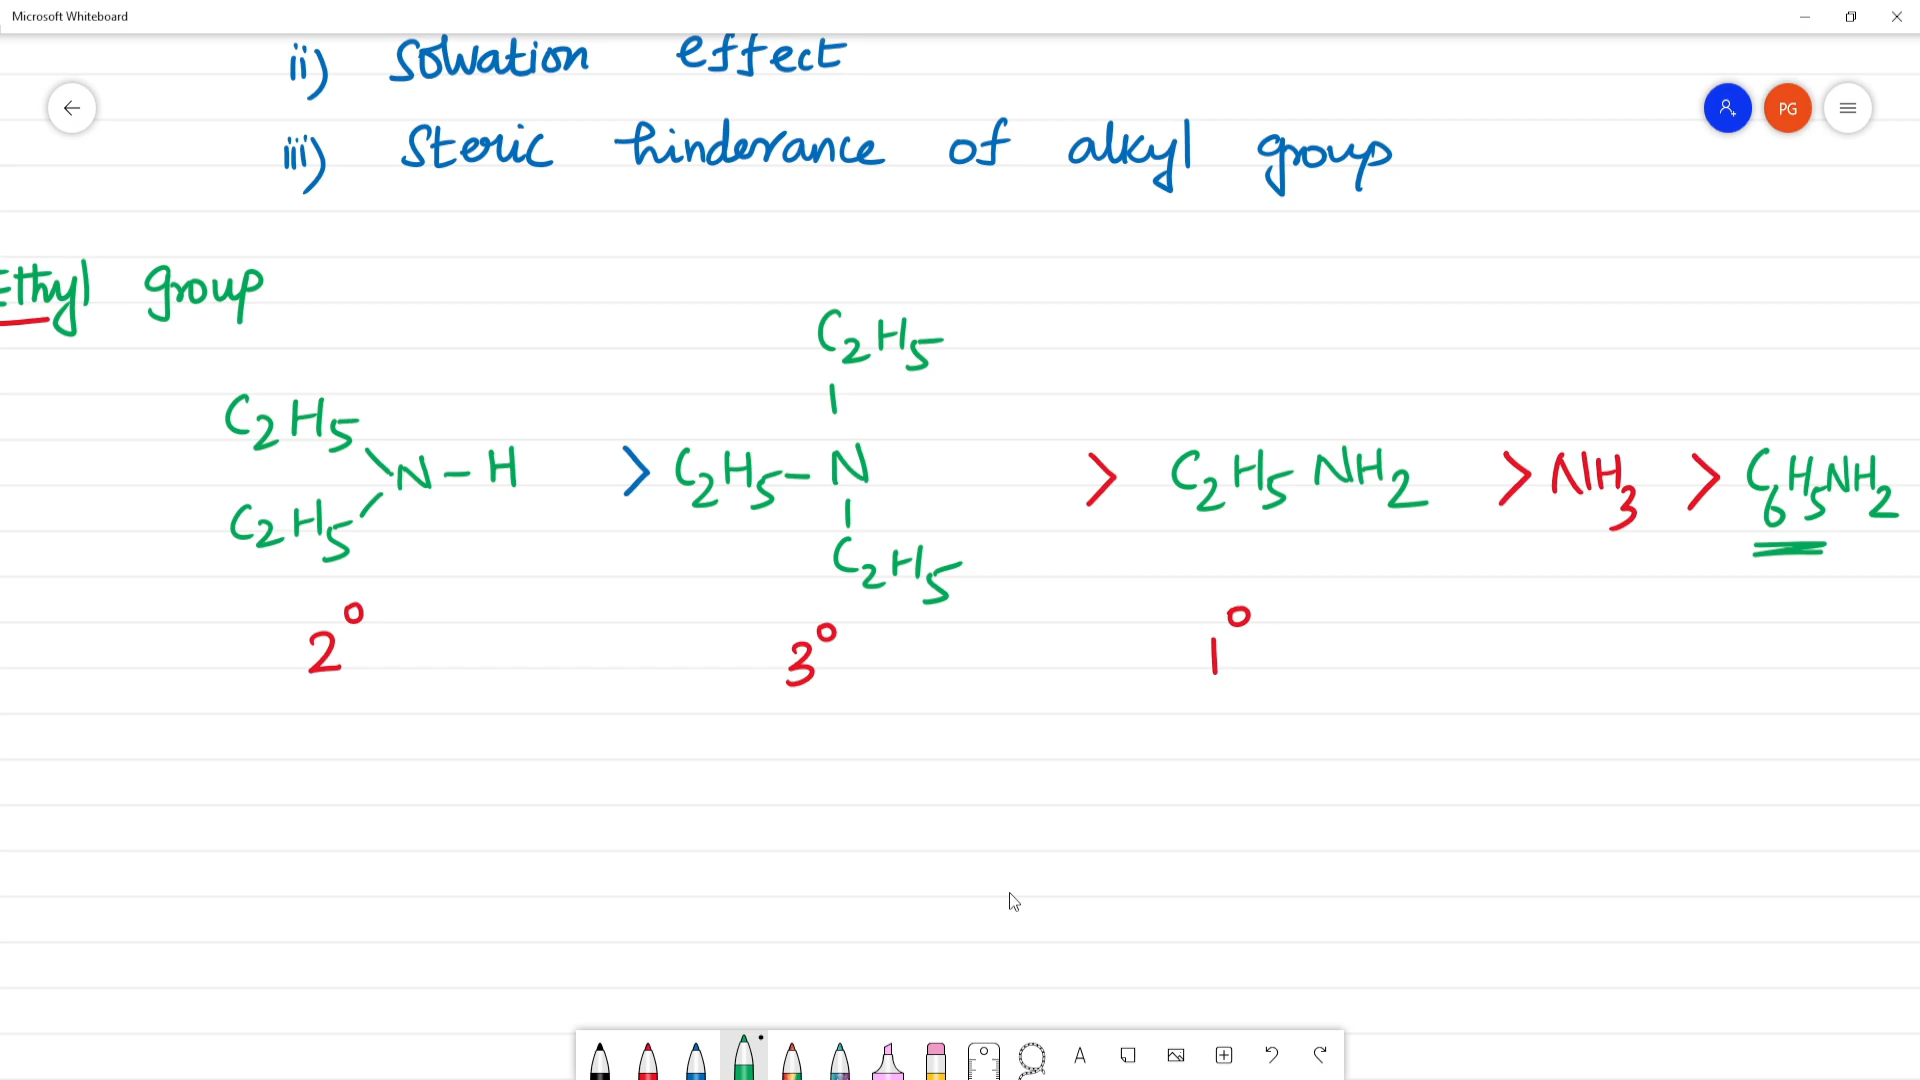 Microsoft Whiteboard
ii) Solvation effect
iii) Steric hinderance of alkyl group
PG
Ethyl group
C2H5
C2H5
N - H > C2H5 - N > C2H5NH2 > NH3 > C6H5NH2
C2H5
C2H5
2° 3° 1°